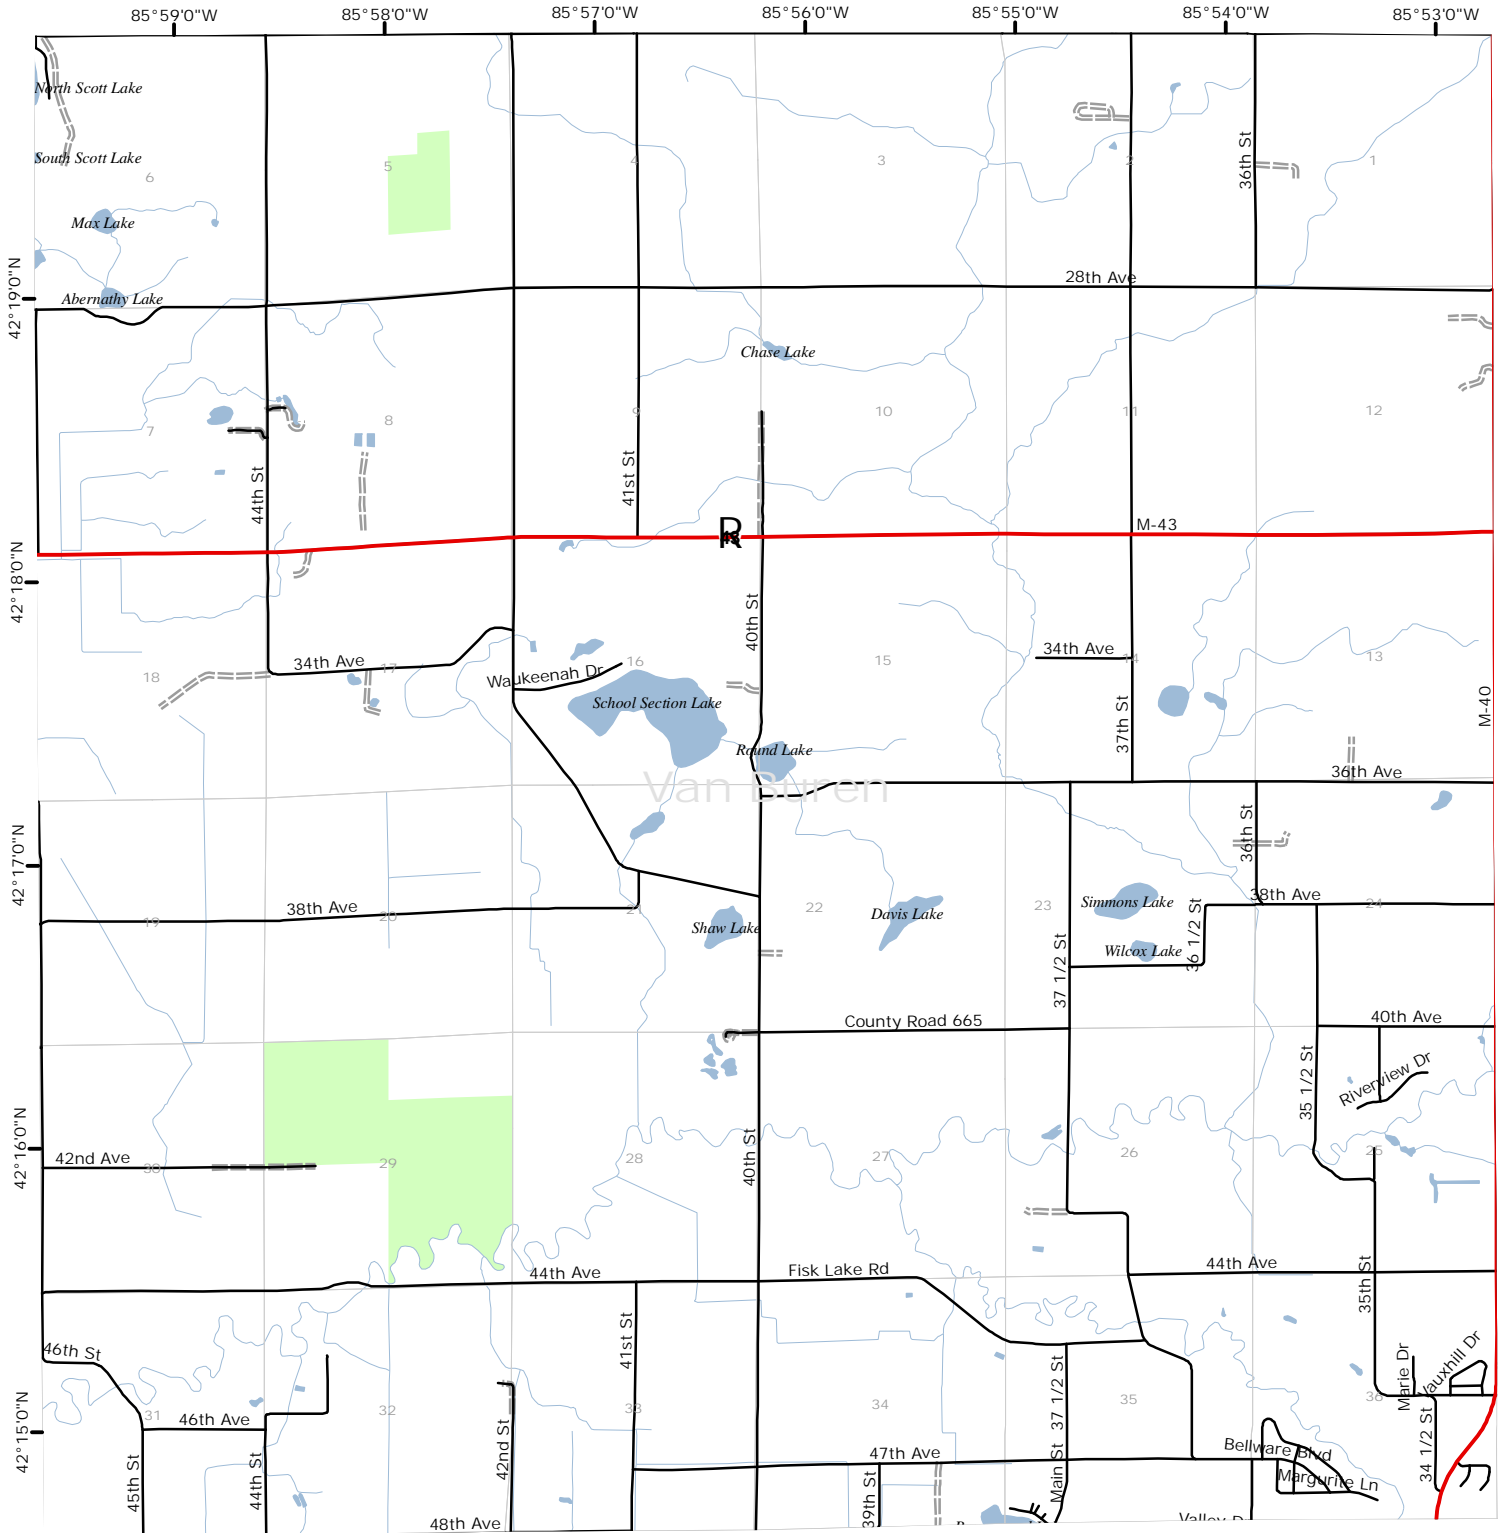 85°59'0"W 85°58'0"W 85°57'0"W 85°56'0"W 85°55'0"W 85°54'0"W 85°53'0"W
North Scott Lake
36th St
South Scott Lake
4 3 2 1
5
6
Max Lake
28th Ave
42°19'0"N
Abernathy Lake
Chase Lake
9 10 11 12
7 8
44th St
41st St
M-43
R
43
42°18'0"N
40th St
34th Ave
34th Ave
16 15 14 13
17
18
Waukeenah Dr
School Section Lake
M-40
37th St
Round Lake
36th Ave
Van Buren
42°17'0"N
36th St
38th Ave
38th Ave
Simmons Lake
19 20 21 22 23 24
Davis Lake
Shaw Lake
36 1/2 St
Wilcox Lake
37 1/2 St
County Road 665
40th Ave
35 1/2 St
Riverview Dr
42°16'0"N
40th St
42nd Ave
30 29 28 27 26 25
44th Ave
44th Ave
Fisk Lake Rd
35th St
41st St
46th St
37 1/2 St
Marie Dr
Vauxhill Dr
42°15'0"N
31 32 33 34 35 36
46th Ave
42nd St
34 1/2 St
47th Ave
Bellware Blvd
45th St
44th St
39th St
Main St
Margurite Ln
48th Ave